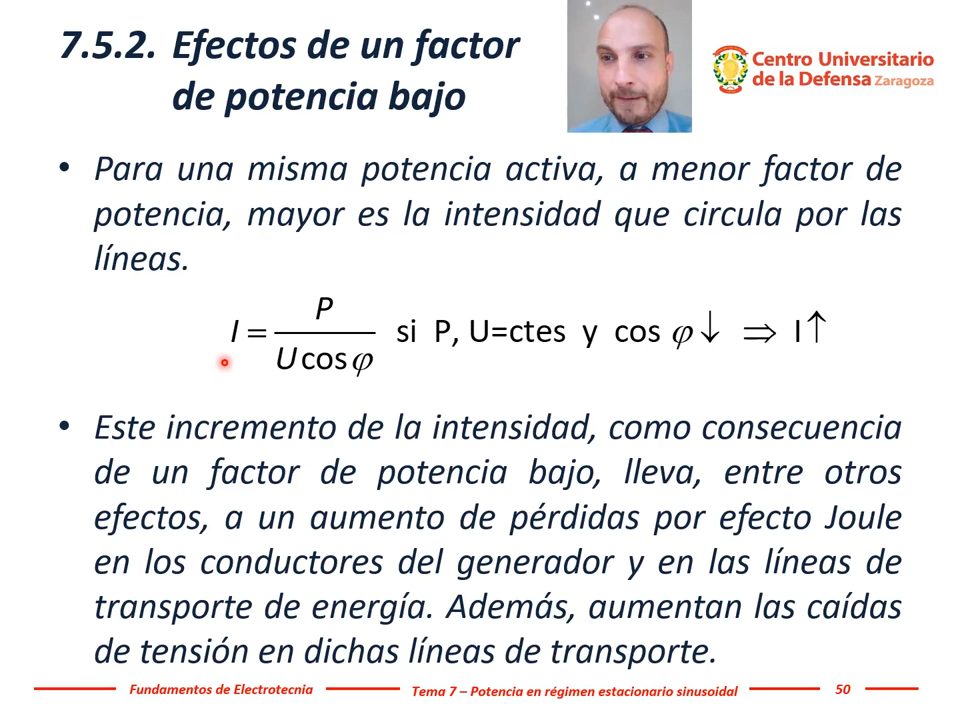 7.5.2. Efectos de un factor
de potencia bajo
Centro Universitario
de la Defensa Zaragoza
• Para una misma potencia activa, a menor factor de
potencia, mayor es la intensidad que circula por las
líneas.
I = P / (U cos φ) si P, U=ctes y cos φ ↓ ⇒ I ↑
• Este incremento de la intensidad, como consecuencia
de un factor de potencia bajo, lleva, entre otros
efectos, a un aumento de pérdidas por efecto Joule
en los conductores del generador y en las líneas de
transporte de energía. Además, aumentan las caídas
de tensión en dichas líneas de transporte.
Fundamentos de Electrotecnia Tema 7 – Potencia en régimen estacionario sinusoidal 50